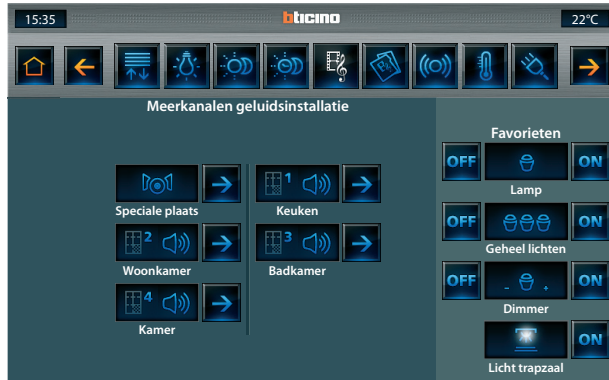 15:35
bticino
22°C
Meerkanalen geluidsinstallatie
Speciale plaats
1
Keuken
2
Woonkamer
3
Badkamer
4
Kamer
Favorieten
OFF
ON
Lamp
OFF
ON
Geheel lichten
OFF
- +
ON
Dimmer
ON
Licht trapzaal